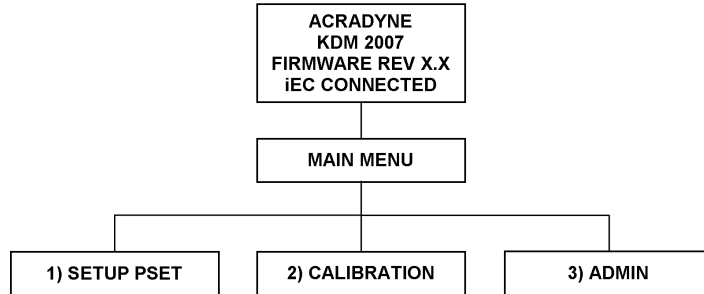 ACRADYNE
KDM 2007
FIRMWARE REV X.X
iEC CONNECTED
MAIN MENU
1) SETUP PSET
2) CALIBRATION
3) ADMIN